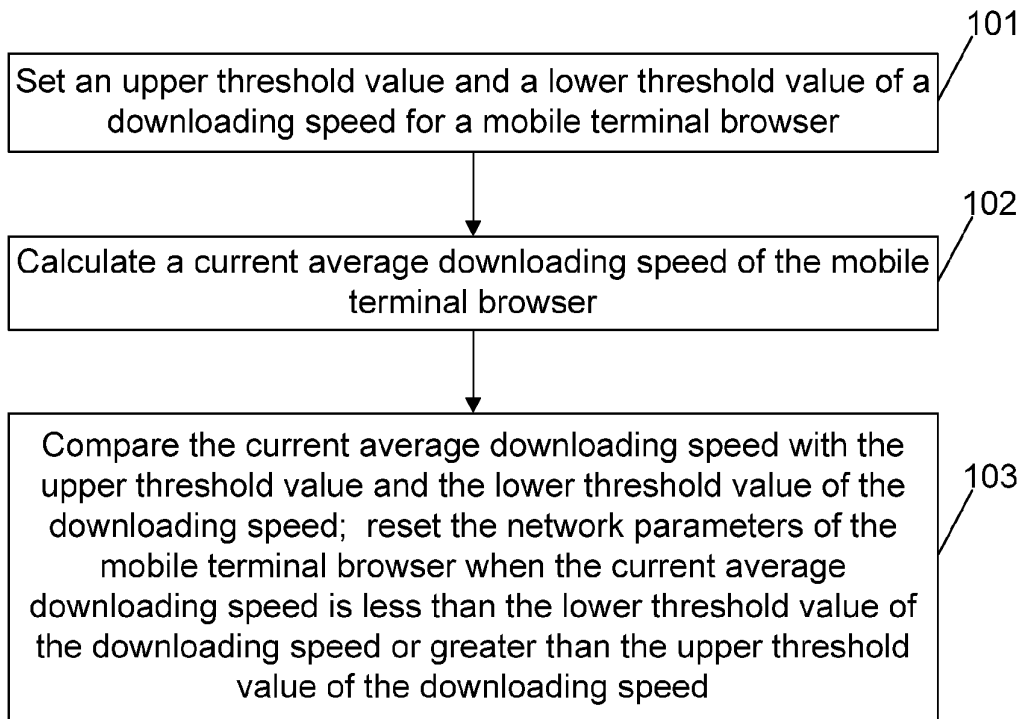 101
Set an upper threshold value and a lower threshold value of a
downloading speed for a mobile terminal browser
102
Calculate a current average downloading speed of the mobile
terminal browser
103
Compare the current average downloading speed with the
upper threshold value and the lower threshold value of the
downloading speed; reset the network parameters of the
mobile terminal browser when the current average
downloading speed is less than the lower threshold value of
the downloading speed or greater than the upper threshold
value of the downloading speed